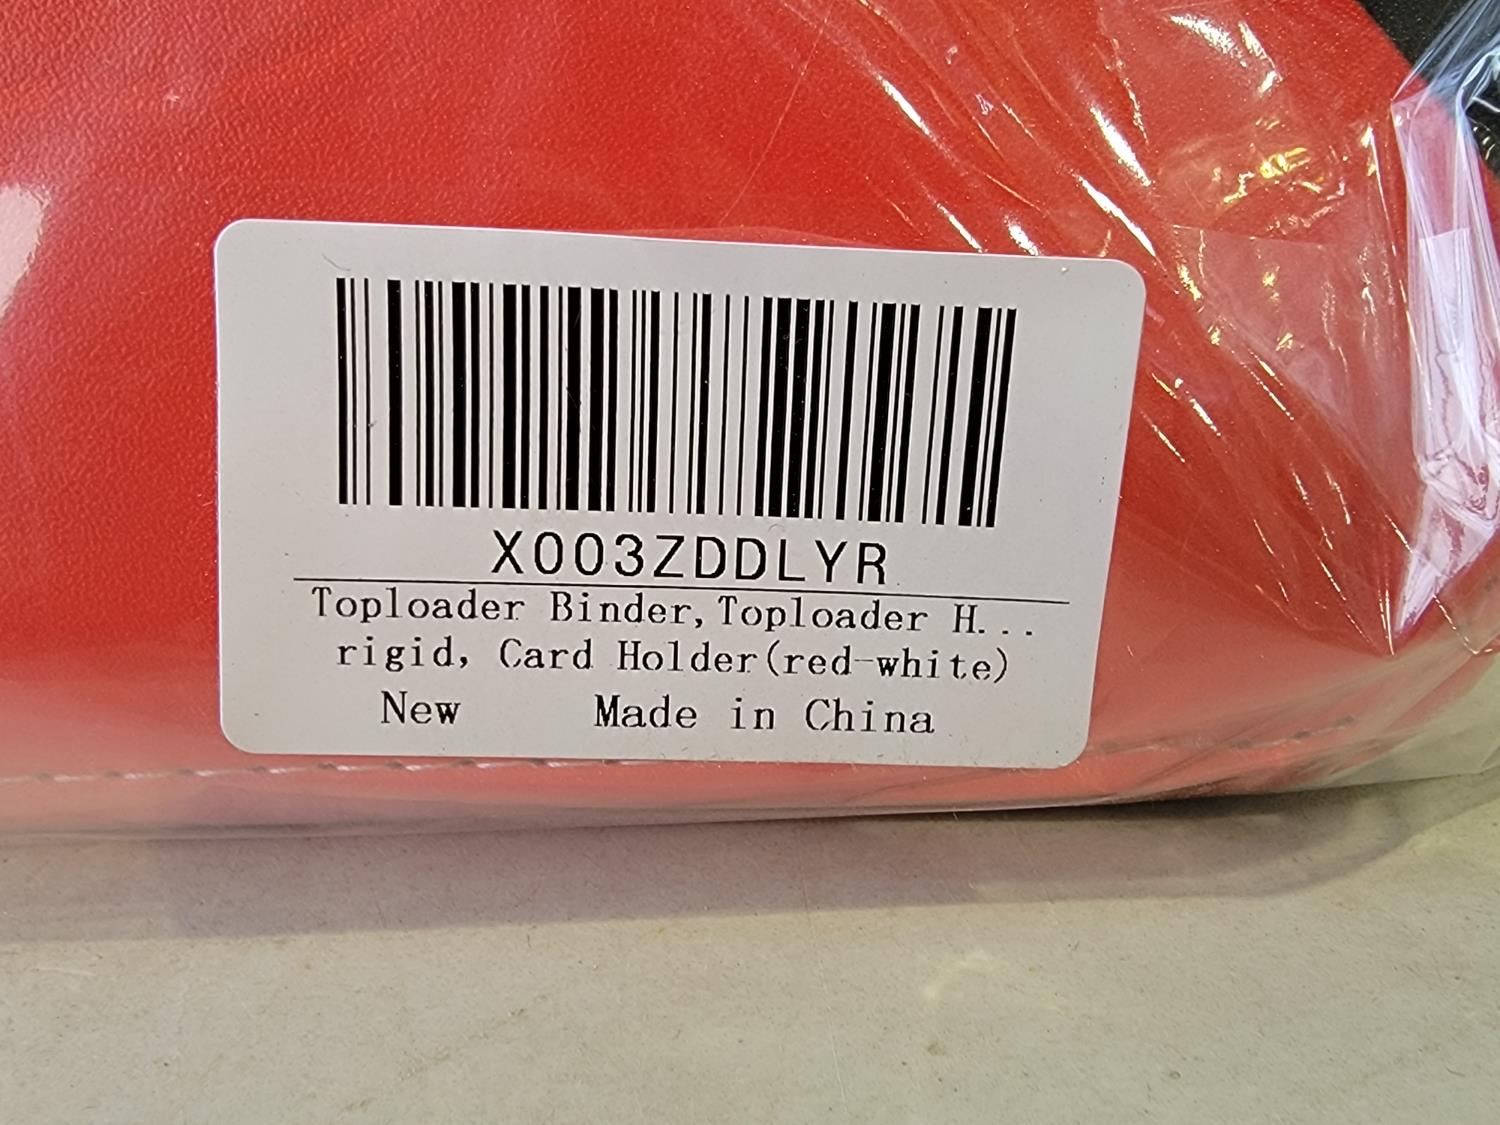 X003ZDDLYR
Toploader Binder,Toploader H...
rigid, Card Holder(red-white)
New Made in China